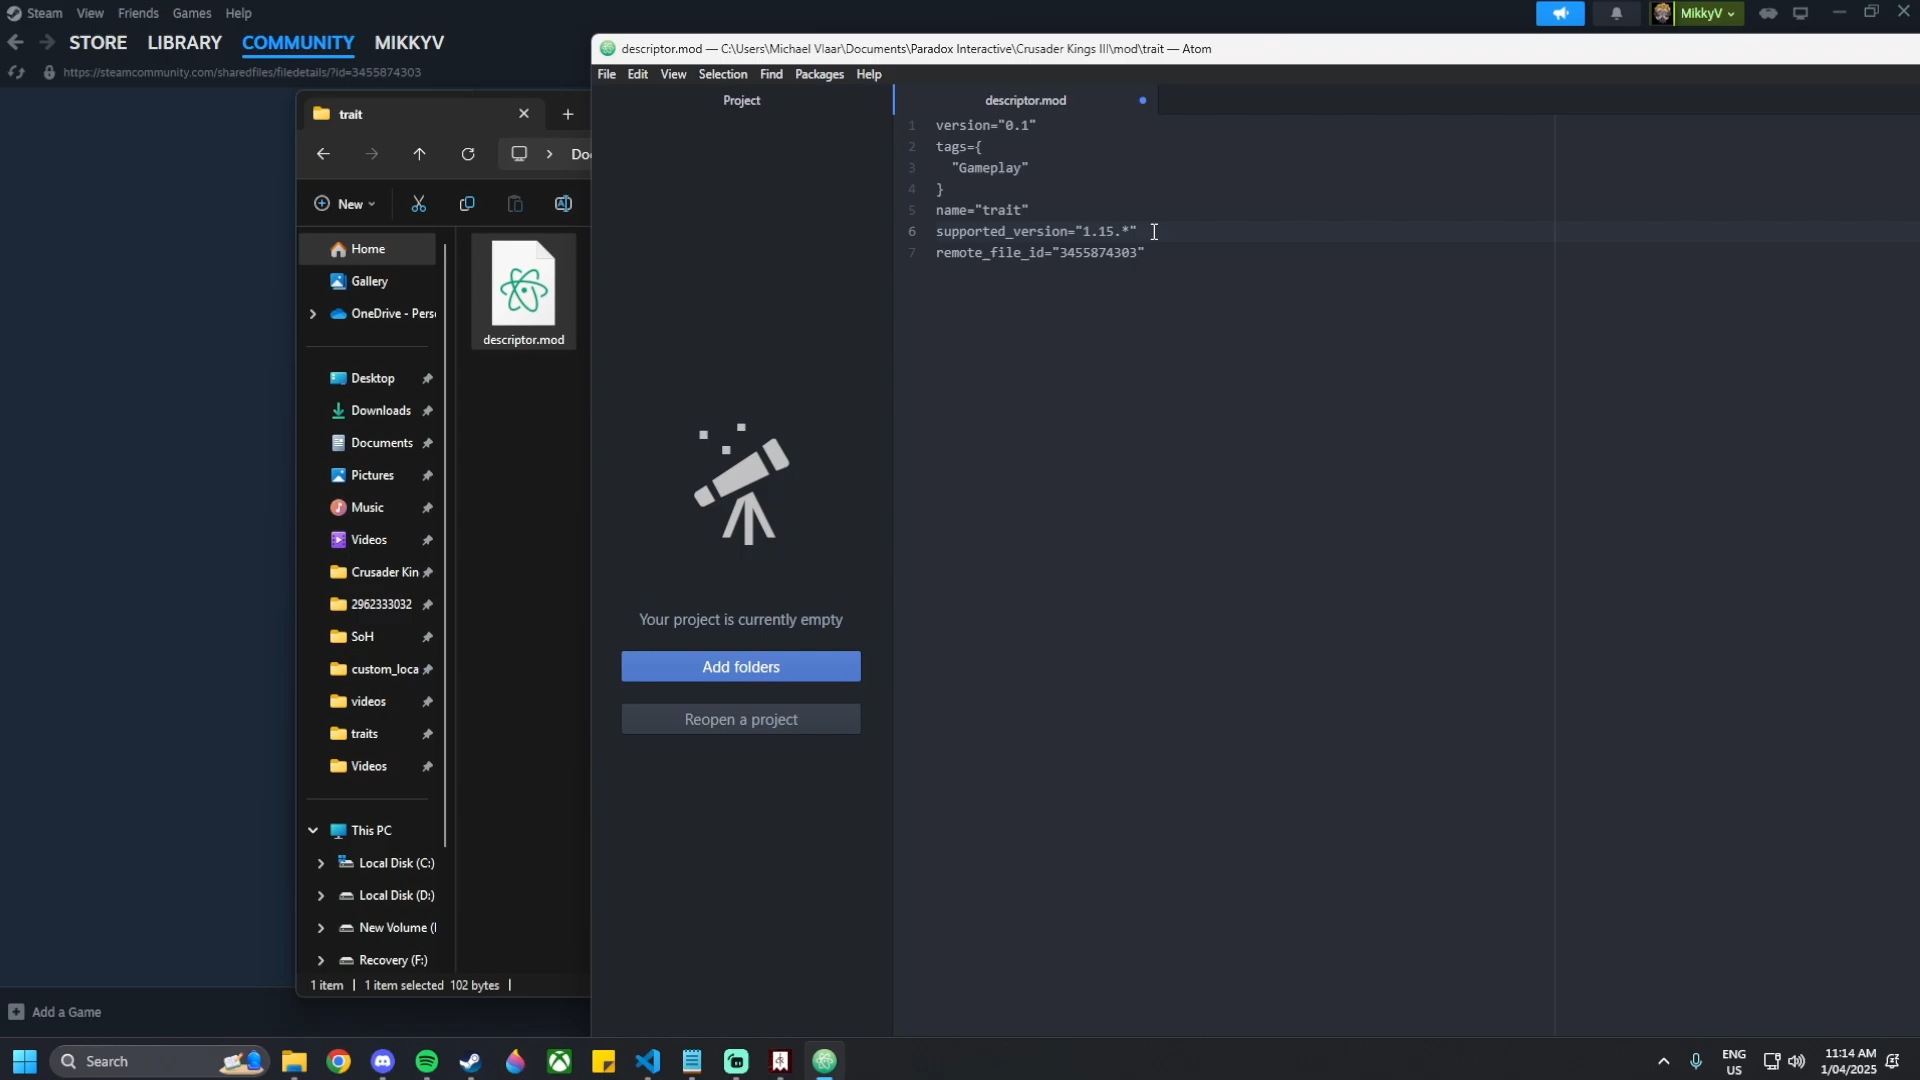 Steam View Friends Games Help
MikkyV
STORE LIBRARY COMMUNITY MIKKYV
https://steamcommunity.com/sharedfiles/filedetails/?id=3455874303
descriptor.mod — C:\Users\Michael Vlaar\Documents\Paradox Interactive\Crusader Kings III\mod\trait — Atom
File Edit View Selection Find Packages Help
Project
descriptor.mod
1 version="0.1"
2 tags={
3 "Gameplay"
4 }
5 name="trait"
6 supported_version="1.15.*"
7 remote_file_id="3455874303"
Your project is currently empty
Add folders
Reopen a project
trait
Do
New
Home
Gallery
OneDrive - Pers
Desktop
Downloads
Documents
Pictures
Music
Videos
Crusader Kin
2962333032
SoH
custom_loca
videos
traits
Videos
This PC
Local Disk (C:)
Local Disk (D:)
New Volume (
Recovery (F:)
descriptor.mod
1 item 1 item selected 102 bytes
Add a Game
Search
ENG
US
11:14 AM
1/04/2025